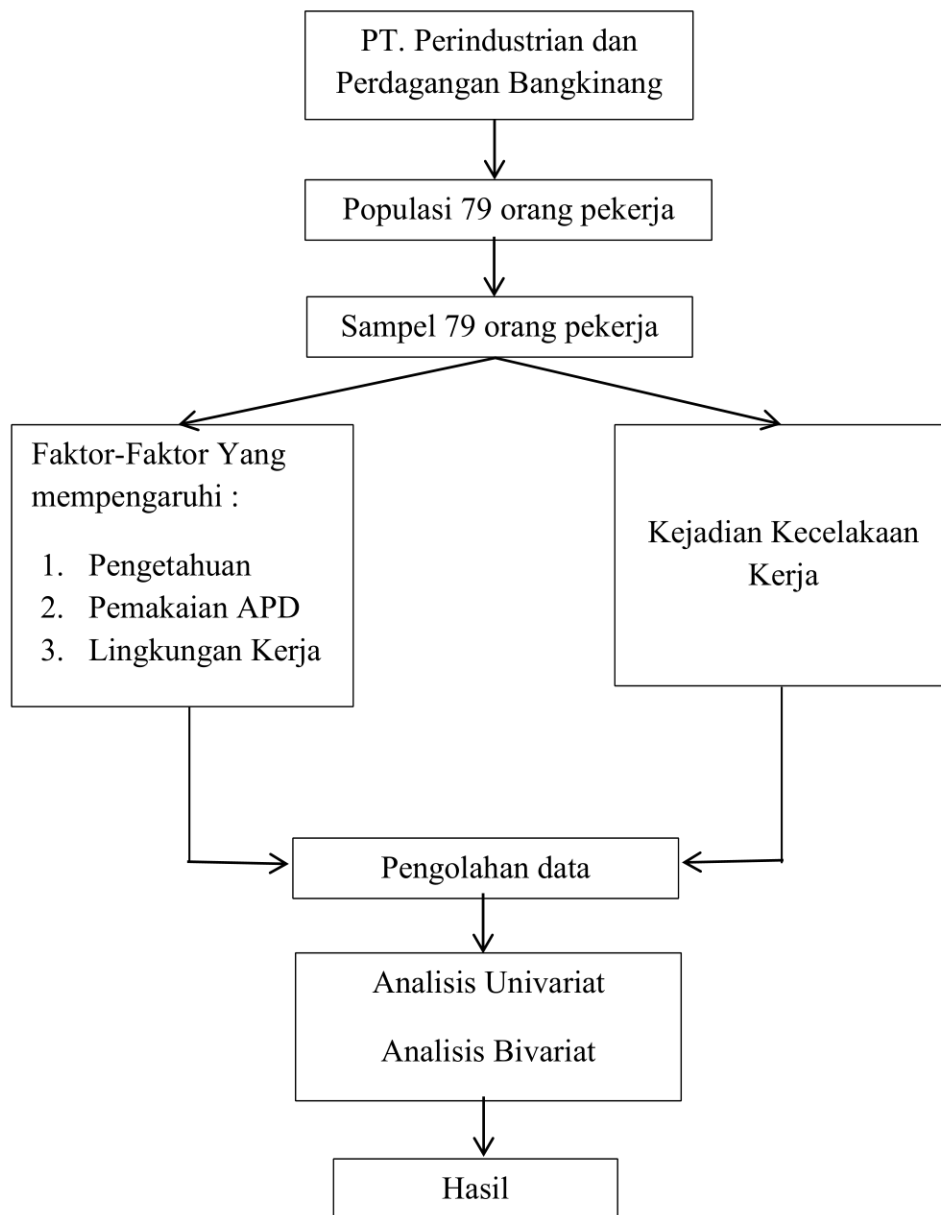 PT. Perindustrian dan
Perdagangan Bangkinang
Populasi 79 orang pekerja
Sampel 79 orang pekerja
Faktor-Faktor Yang
mempengaruhi :
1. Pengetahuan
2. Pemakaian APD
3. Lingkungan Kerja
Kejadian Kecelakaan
Kerja
Pengolahan data
Analisis Univariat
Analisis Bivariat
Hasil